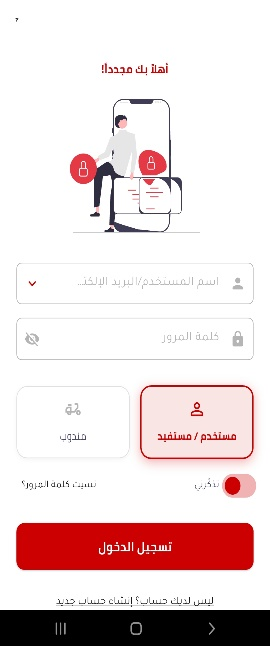 أهلاً بك مجدداً!
اسم المستخدم/البريد الإلكتـ...
كلمة المرور
مستخدم / مستفيد
مندوب
تذكرني
نسيت كلمة المرور؟
تسجيل الدخول
ليس لديك حساب؟ إنشاء حساب جديد